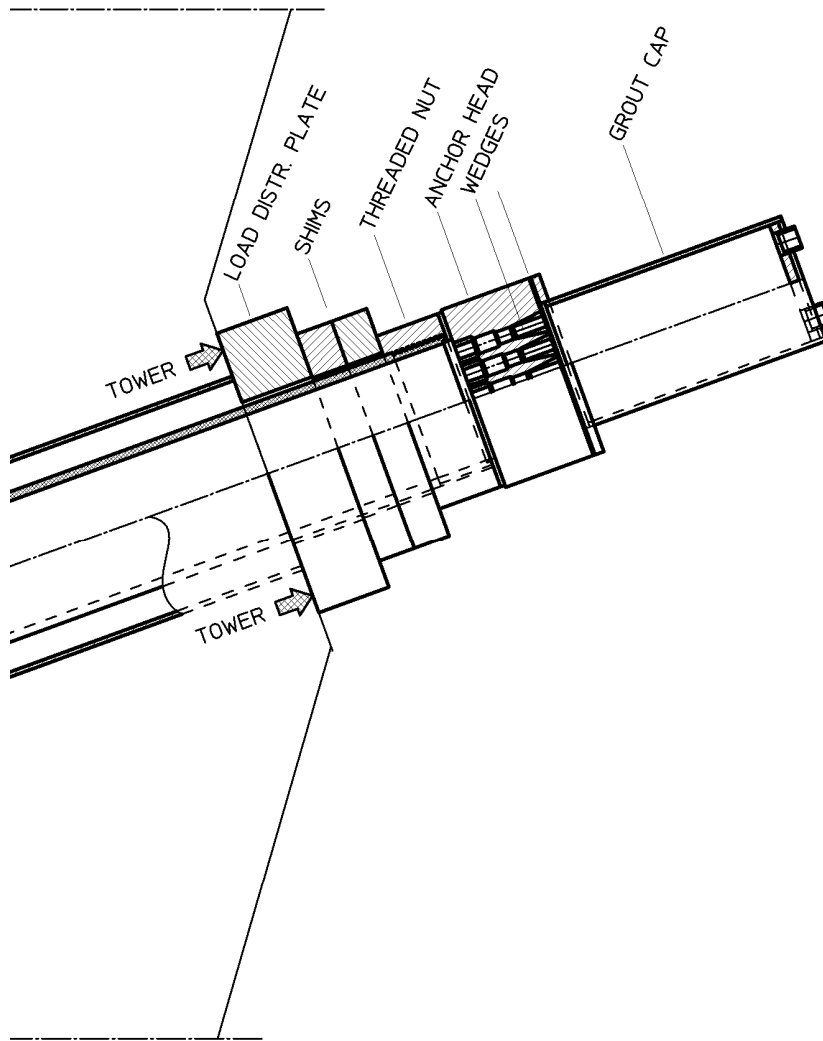 LOAD DISTR. PLATE
SHIMS
THREADED NUT
ANCHOR HEAD
WEDGES
GROUT CAP
TOWER
TOWER